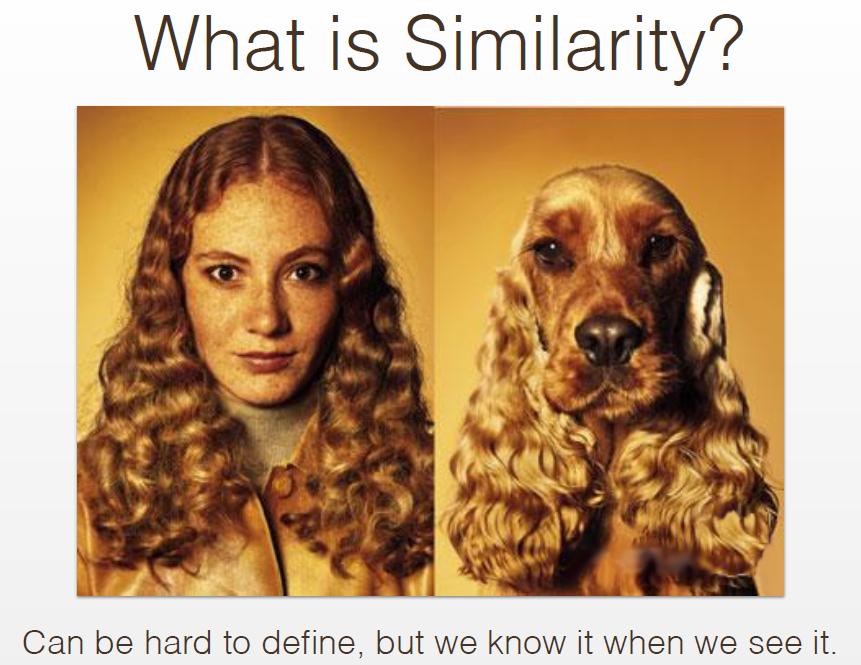 What is Similarity?
Can be hard to define, but we know it when we see it.